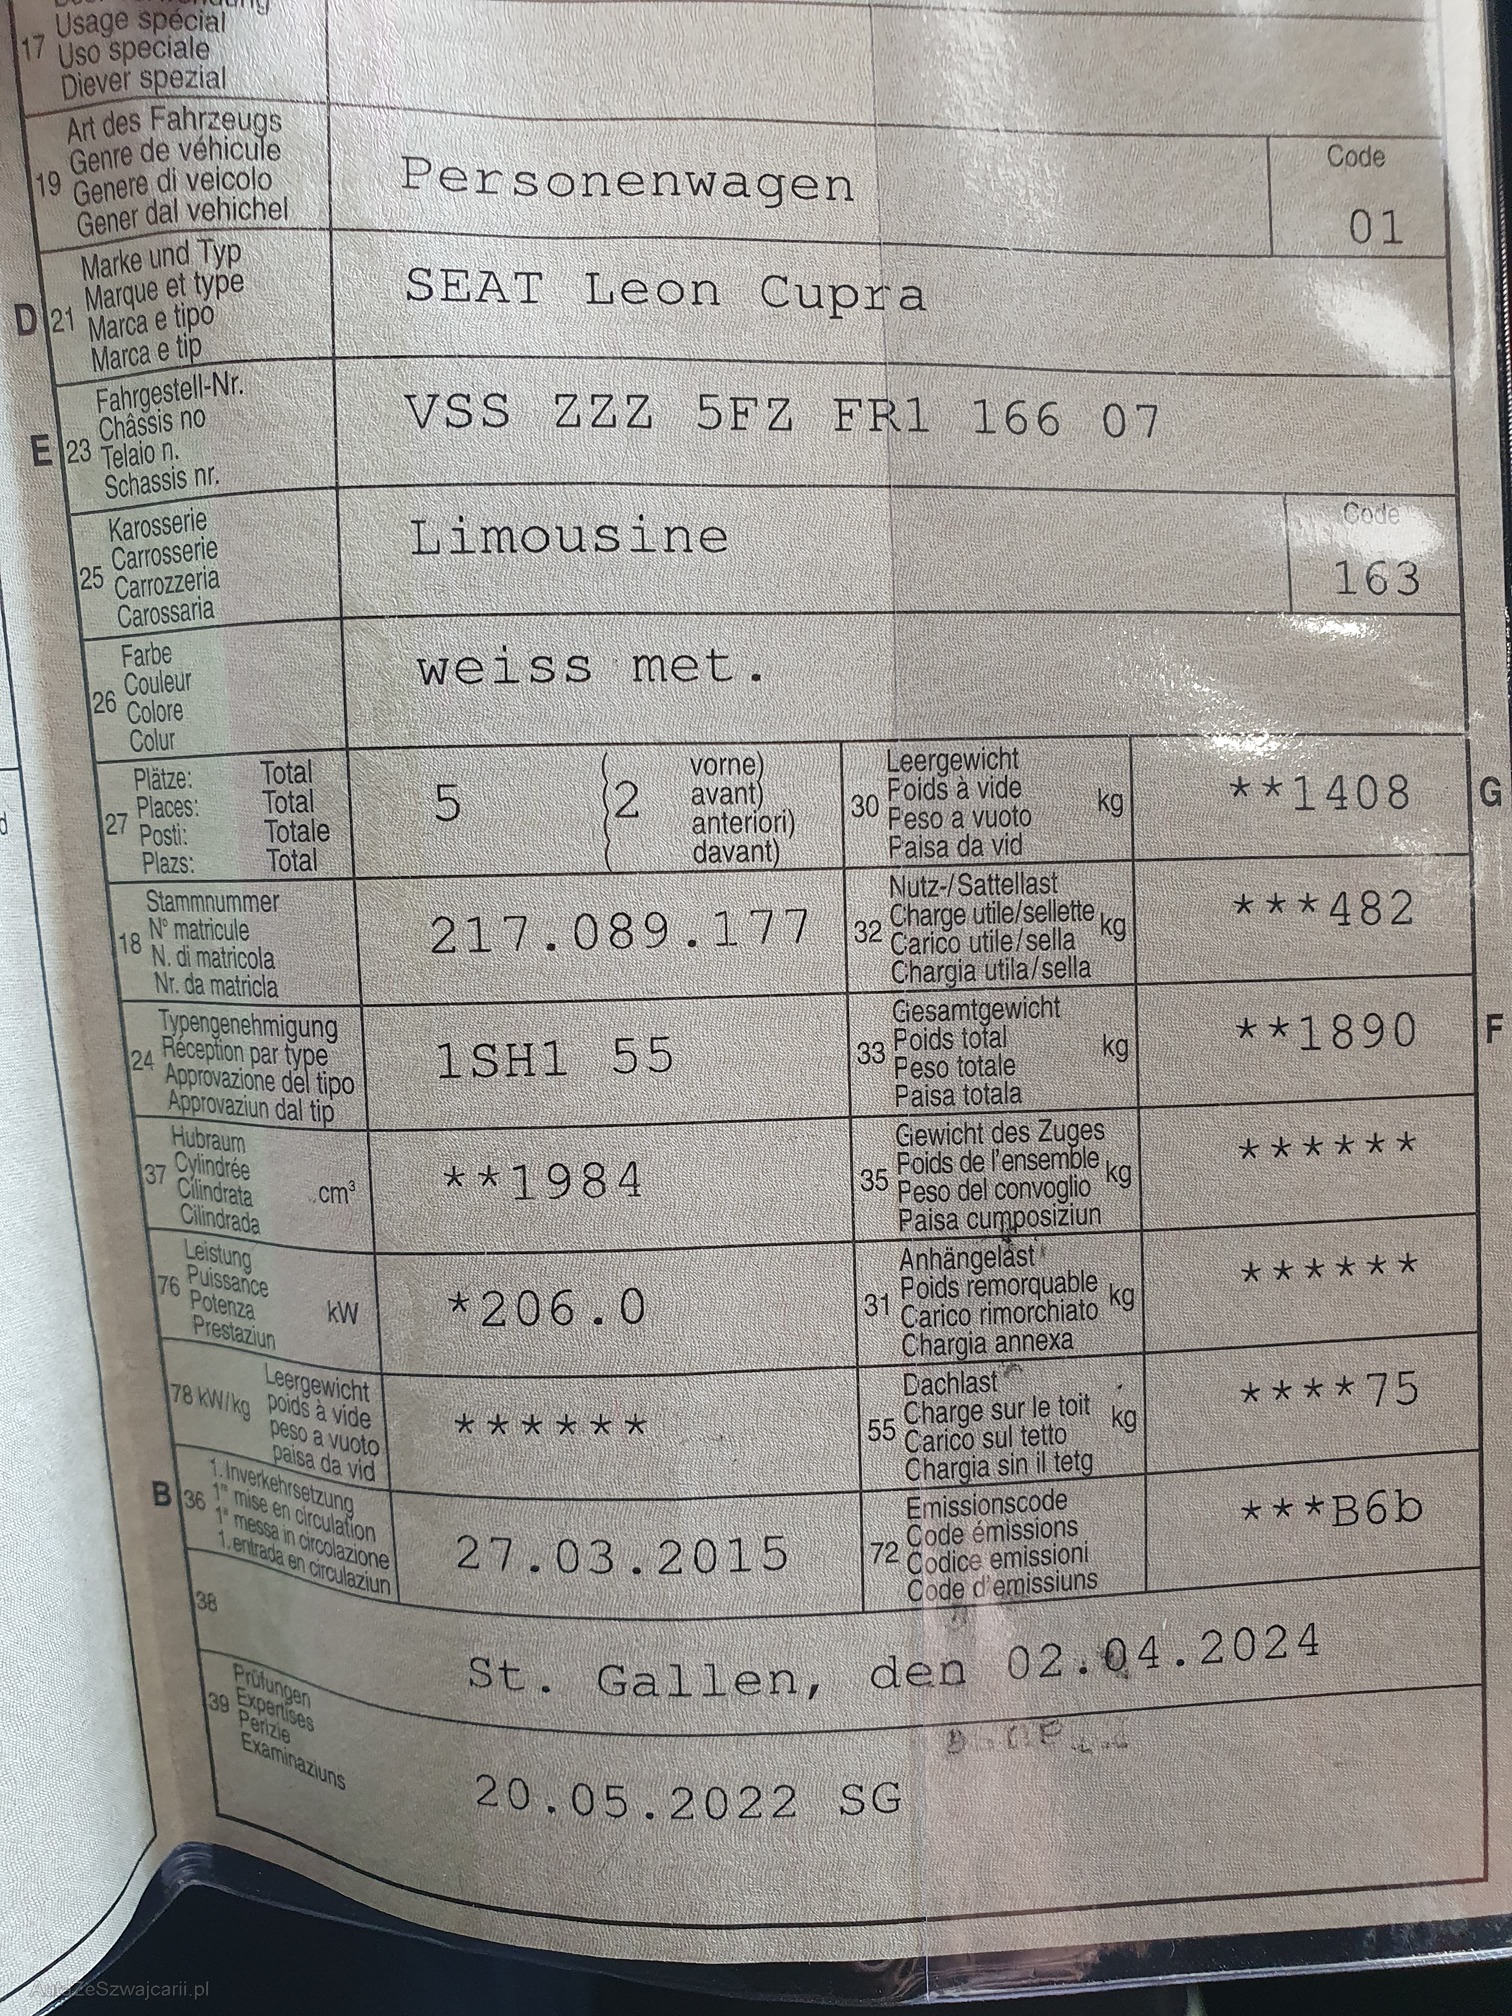 Usage spécial
17 Uso speciale
Diever spezial
Art des Fahrzeugs
Genre de véhicule
19 Genere di veicolo
Gener dal vehichel
Personenwagen
Code
01
Marke und Typ
Marque et type
D 21 Marca e tipo
Marca e tip
SEAT Leon Cupra
Fahrgestell-Nr.
Châssis no
E 23 Telaio n.
Schassis nr.
VSS ZZZ 5FZ FR1 166 07
Karosserie
Carrosserie
25 Carrozzeria
Carossaria
Limousine
Code
163
Farbe
Couleur
26 Colore
Colur
weiss met.
Plätze: Total
27 Places: Total
Posti: Totale
Plazs: Total
5 (2 vorne)
avant)
anteriori)
davant)
Leergewicht
30 Poids à vide kg
Peso a vuoto
Paisa da vid
**1408 G
Stammnummer
18 N° matricule
N. di matricola
Nr. da matricla
217.089.177
Nutz-/Sattellast
32 Charge utile/sellette kg
Carico utile/sella
Chargia utila/sella
***482
Typengenehmigung
24 Réception par type
Approvazione del tipo
Approvaziun dal tip
1SH1 55
Gesamtgewicht
33 Poids total kg
Peso totale
Paisa totala
**1890 F
Hubraum
37 Cylindrée
Cilindrata cm³
Cilindrada
**1984
Gewicht des Zuges
35 Poids de l'ensemble kg
Peso del convoglio
Paisa cumposiziun
******
Leistung
76 Puissance
Potenza kW
Prestaziun
*206.0
Anhängelast
31 Poids remorquable kg
Carico rimorchiato
Chargia annexa
******
Leergewicht
78 kW/kg poids à vide
peso a vuoto
paisa da vid
******
Dachlast
55 Charge sur le toit kg
Carico sul tetto
Chargia sin il tetg
****75
1. Inverkehrsetzung
B 36 1re mise en circulation
1a messa in circolazione
1. entrada en circulaziun
27.03.2015
Emissionscode
72 Code émissions
Codice emissioni
Code d'emissiuns
***B6b
38
St. Gallen, den 02.04.2024
Prüfungen
39 Expertises
Perizie
Examinaziuns
20.05.2022 SG
AutaZeSzwajcarii.pl